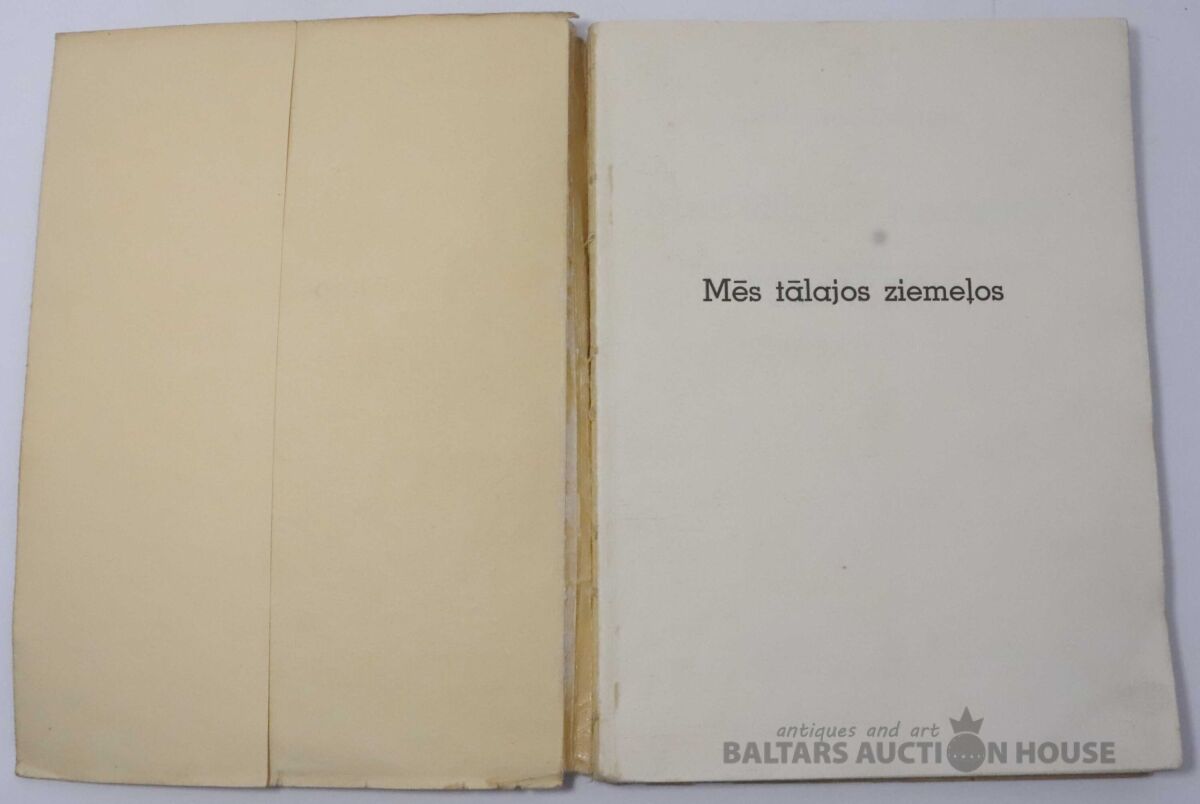 Mēs tālajos ziemeļos
antiques and art
BALTARS AUCTION HOUSE